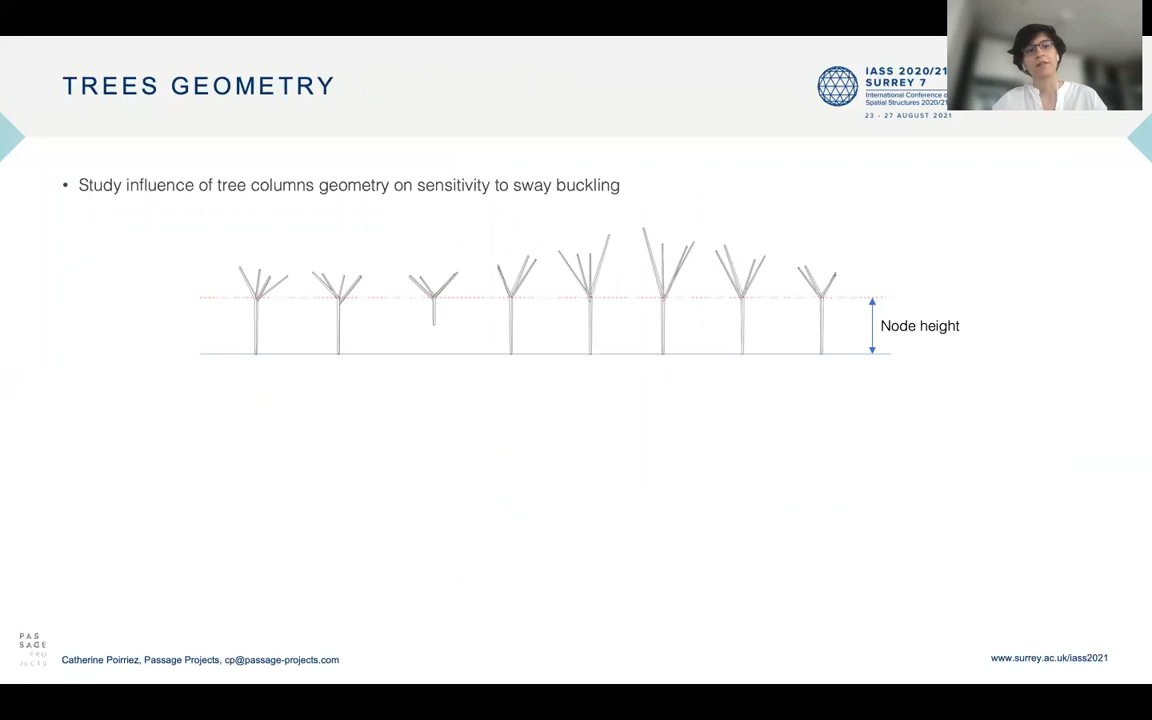 TREES GEOMETRY
IASS 2020/21
SURREY 7
International Conference o
Spatial Structures 2020/21
23 - 27 AUGUST 2021
• Study influence of tree columns geometry on sensitivity to sway buckling
Node height
PAS
SAGE
PRO
JECTS
Catherine Poirriez, Passage Projects, cp@passage-projects.com
www.surrey.ac.uk/iass2021